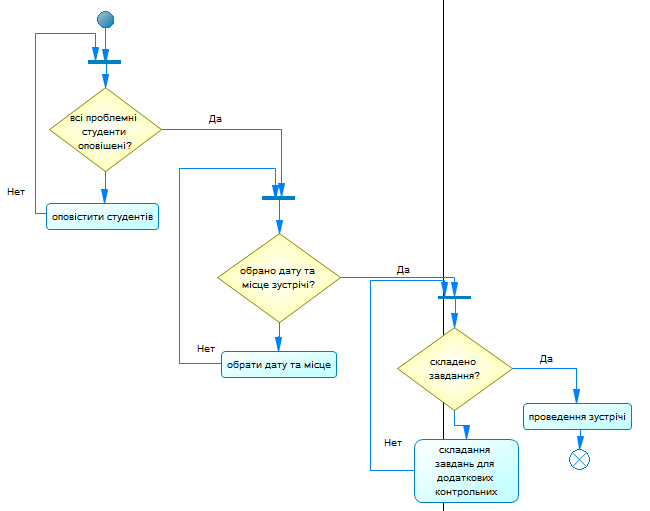 всі проблемні
студенти
оповіщені?
Да
Нет
оповістити студентів
обрано дату та
місце зустрічі?
Да
Нет
обрати дату та місце
складено
завдання?
Да
проведення зустрічі
Нет
складання
завдань для
додаткових
контрольних